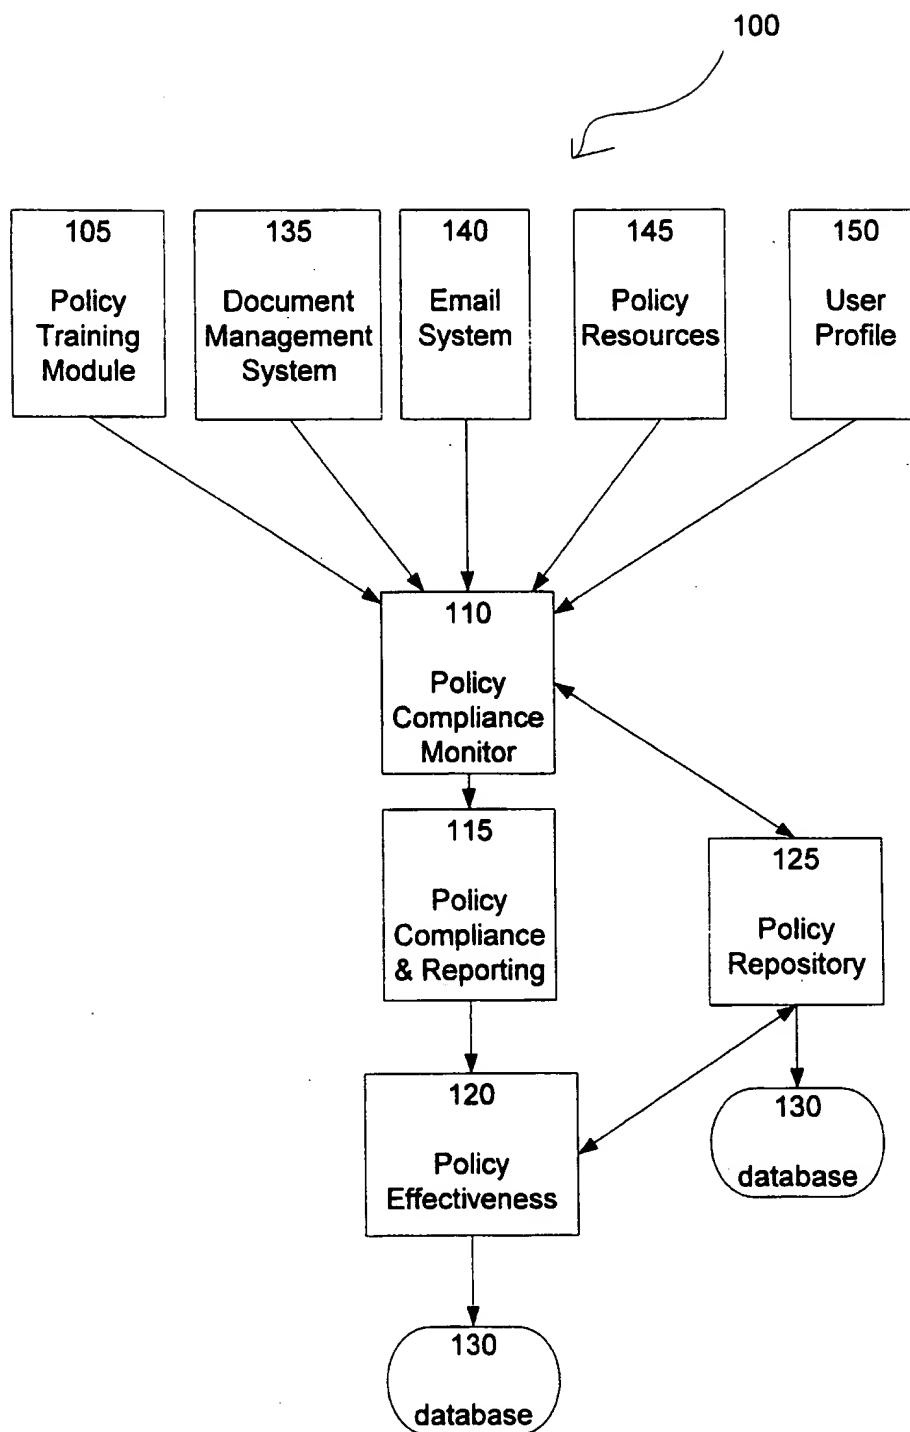 100
105
Policy
Training
Module
135
Document
Management
System
140
Email
System
145
Policy
Resources
150
User
Profile
110
Policy
Compliance
Monitor
115
Policy
Compliance
& Reporting
125
Policy
Repository
120
Policy
Effectiveness
130
database
130
database